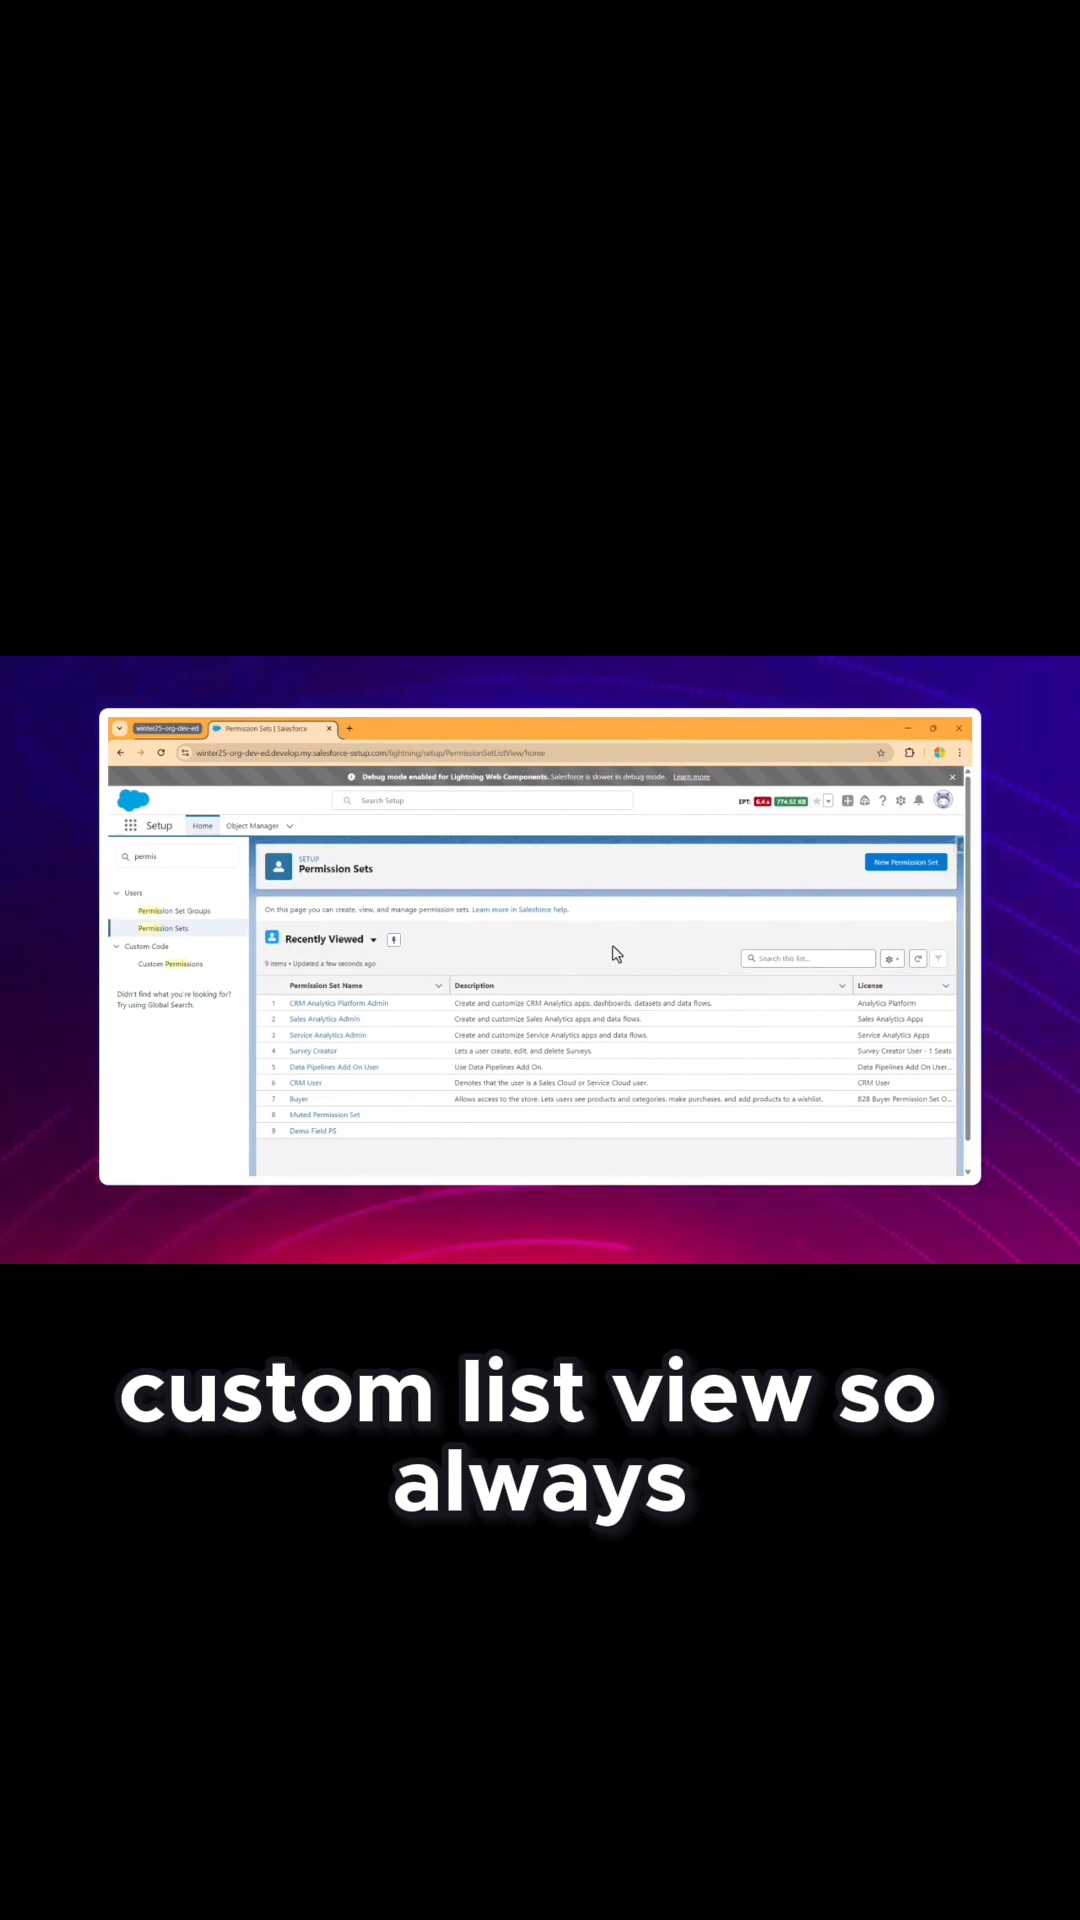 winter25-org-dev-ed
Permission Sets | Salesforce
winter25-org-dev-ed.develop.my.salesforce-setup.com/lightning/setup/PermissionSetListView/home
Debug mode enabled for Lightning Web Components. Salesforce is slower in debug mode. Learn more
Search Setup
EPT: 6.4 s 774.52 KB
Setup Home Object Manager
permis
Users
Permission Set Groups
Permission Sets
Custom Code
Custom Permissions
Didn't find what you're looking for?
Try using Global Search.
SETUP
Permission Sets
New Permission Set
On this page you can create, view, and manage permission sets. Learn more in Salesforce help.
Recently Viewed
9 items • Updated a few seconds ago
Search this list...
Permission Set Name Description License
1 CRM Analytics Platform Admin Create and customize CRM Analytics apps, dashboards, datasets and data flows. Analytics Platform
2 Sales Analytics Admin Create and customize Sales Analytics apps and data flows. Sales Analytics Apps
3 Service Analytics Admin Create and customize Service Analytics apps and data flows. Service Analytics Apps
4 Survey Creator Lets a user create, edit, and delete Surveys. Survey Creator User - 1 Seats
5 Data Pipelines Add On User Use Data Pipelines Add On. Data Pipelines Add On User...
6 CRM User Denotes that the user is a Sales Cloud or Service Cloud user. CRM User
7 Buyer Allows access to the store. Lets users see products and categories, make purchases, and add products to a wishlist. B2B Buyer Permission Set O...
8 Muted Permission Set
9 Demo Field PS
custom list view so
always